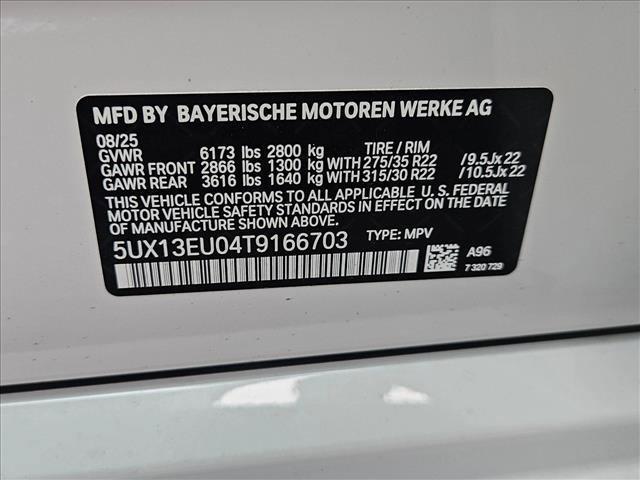 MFD BY BAYERISCHE MOTOREN WERKE AG
08/25
GVWR 6173 lbs 2800 kg TIRE / RIM
GAWR FRONT 2866 lbs 1300 kg WITH 275/35 R22 /9.5Jx22
GAWR REAR 3616 lbs 1640 kg WITH 315/30 R22 /10.5Jx22
THIS VEHICLE CONFORMS TO ALL APPLICABLE U. S. FEDERAL
MOTOR VEHICLE SAFETY STANDARDS IN EFFECT ON THE
DATE OF MANUFACTURE SHOWN ABOVE.
5UX13EU04T9166703 TYPE: MPV
A96
7 320 729